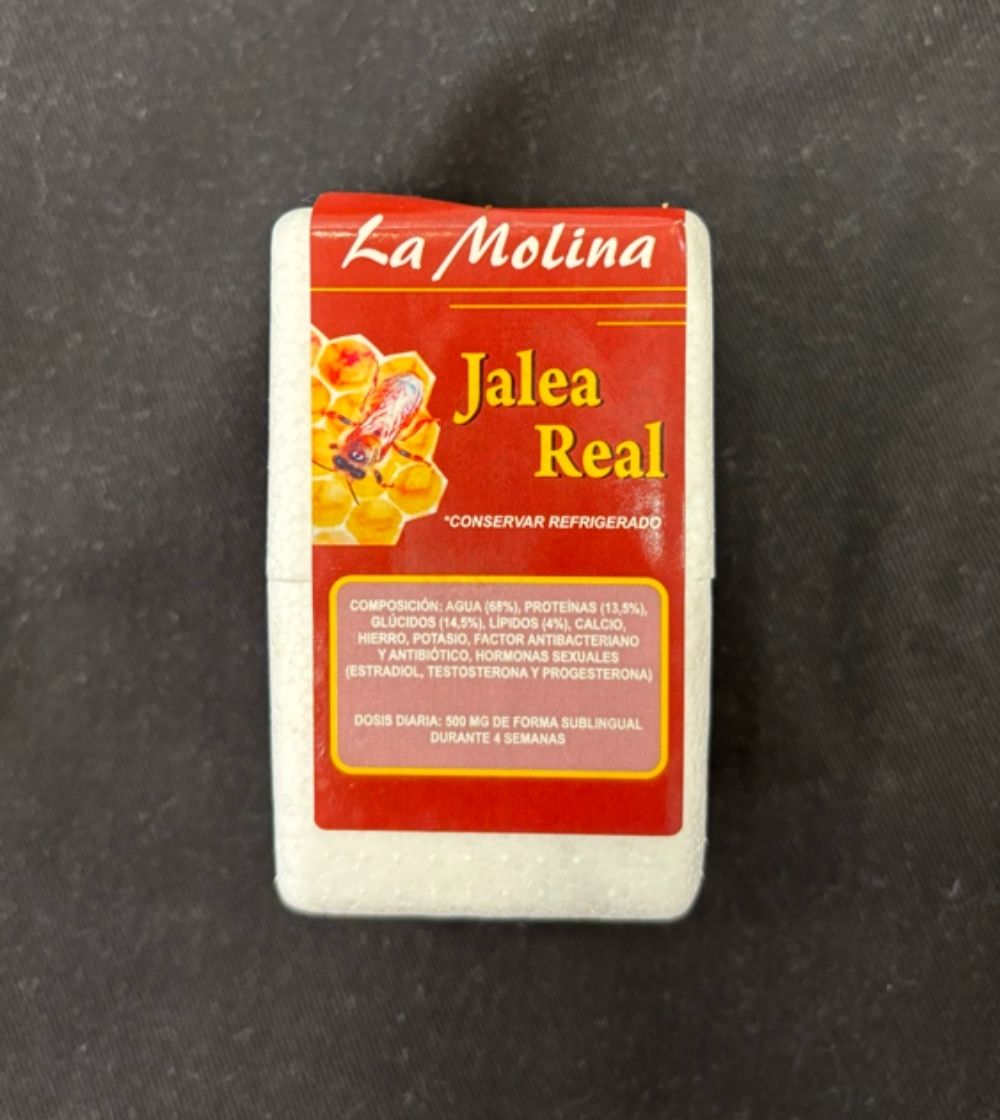 La Molina
Jalea
Real
*CONSERVAR REFRIGERADO
COMPOSICIÓN: AGUA (68%), PROTEÍNAS (13,5%),
GLÚCIDOS (14,5%), LÍPIDOS (4%), CALCIO,
HIERRO, POTASIO, FACTOR ANTIBACTERIANO
Y ANTIBIÓTICO, HORMONAS SEXUALES
(ESTRADIOL, TESTOSTERONA Y PROGESTERONA)
DOSIS DIARIA: 500 MG DE FORMA SUBLINGUAL
DURANTE 4 SEMANAS